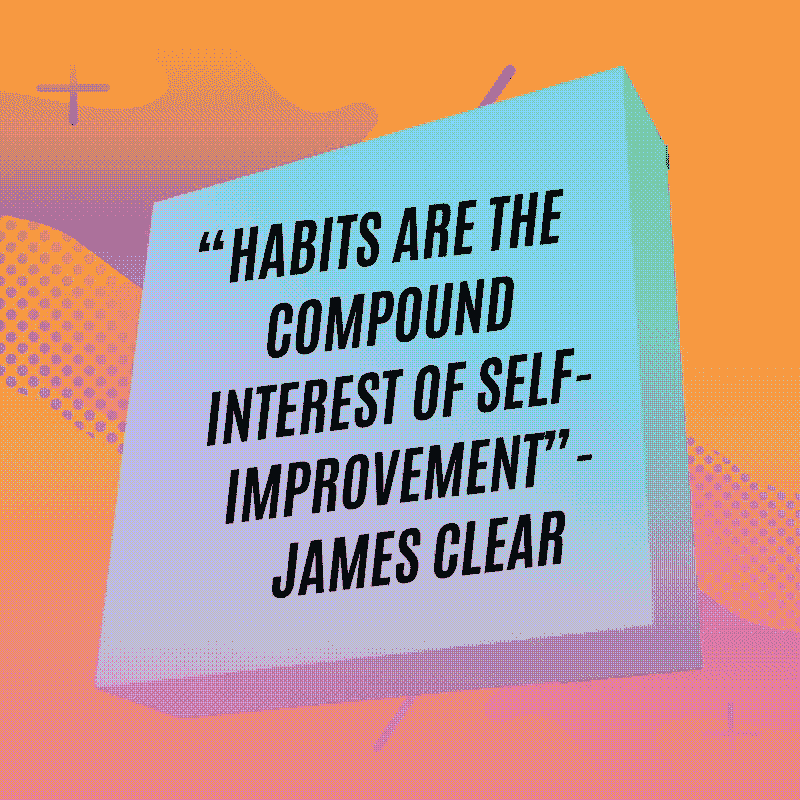 “HABITS ARE THE
COMPOUND
INTEREST OF SELF-
IMPROVEMENT” -
JAMES CLEAR